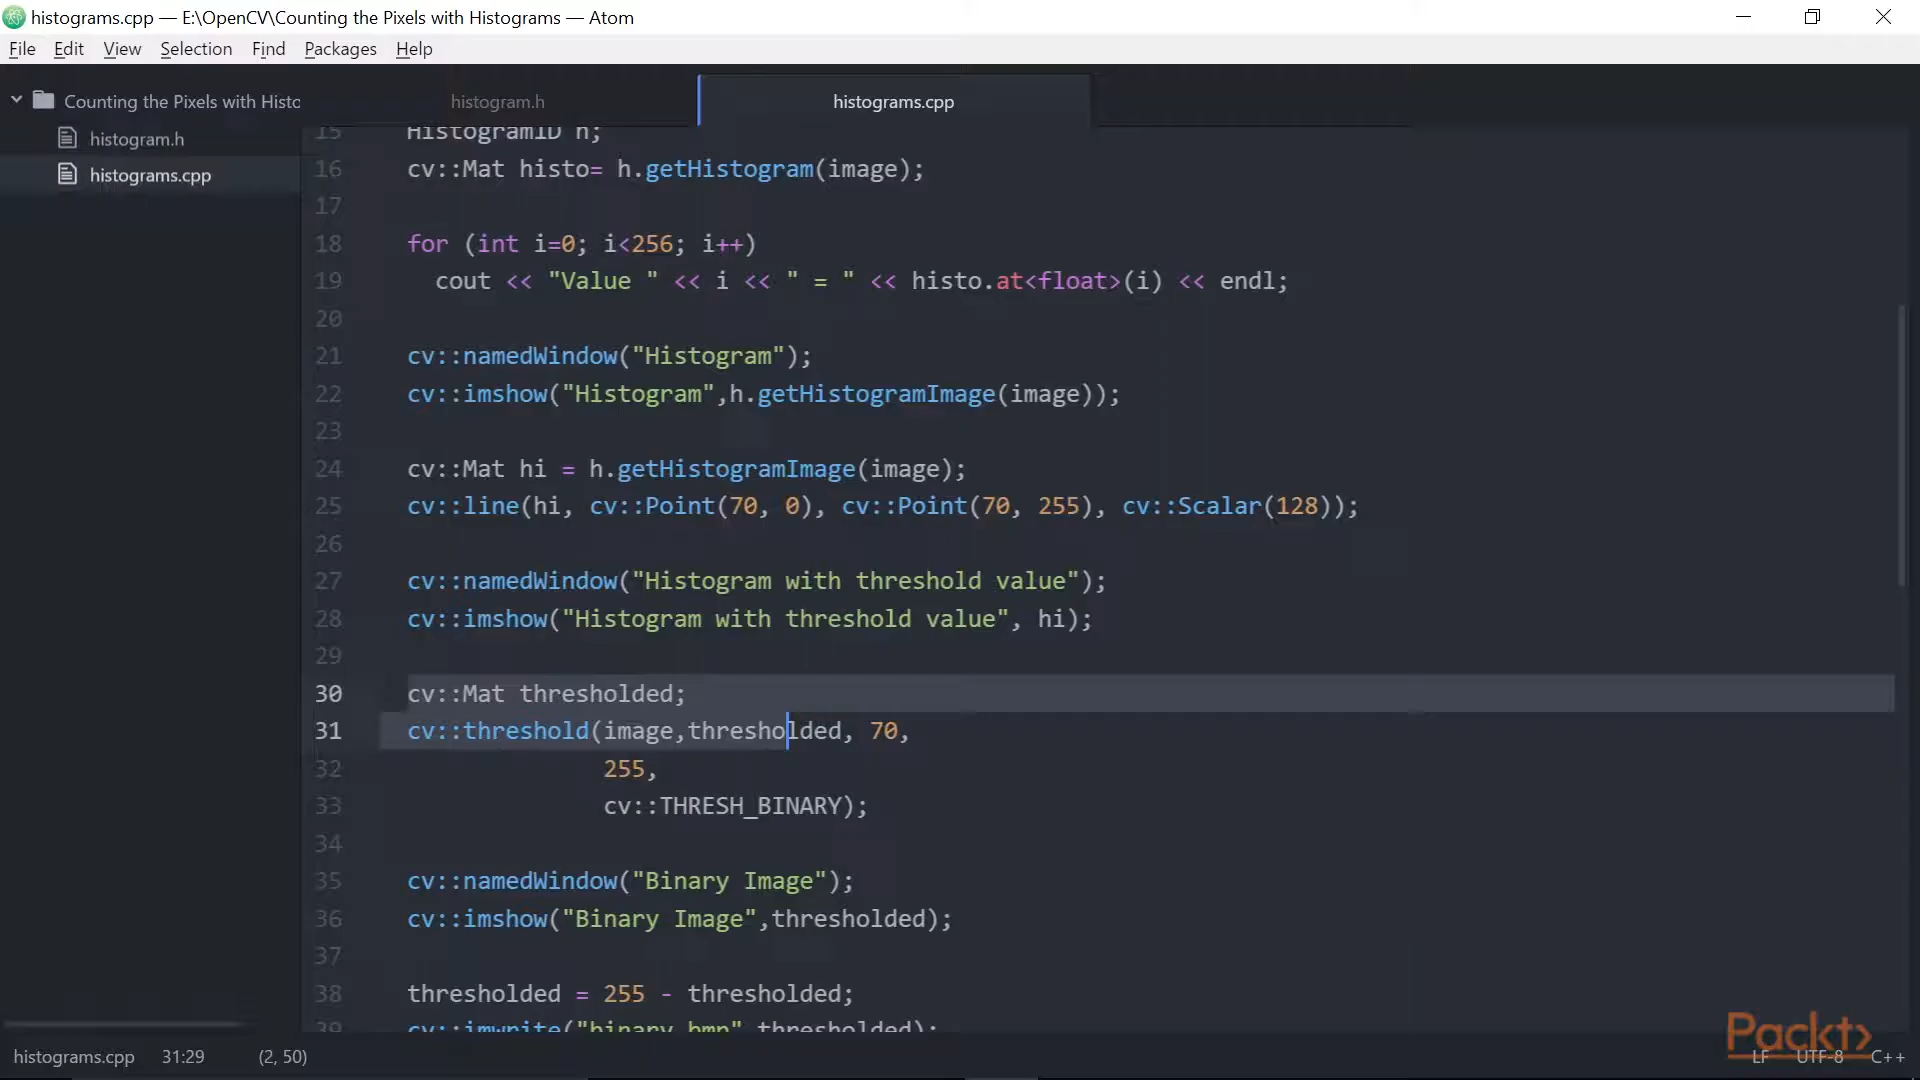 histograms.cpp — E:\OpenCV\Counting the Pixels with Histograms — Atom
File Edit View Selection Find Packages Help
Counting the Pixels with Histo
histogram.h
histograms.cpp
histogram.h
histograms.cpp
15 Histogram1D h;
16 cv::Mat histo= h.getHistogram(image);
17
18 for (int i=0; i<256; i++)
19 cout << "Value " << i << " = " << histo.at<float>(i) << endl;
20
21 cv::namedWindow("Histogram");
22 cv::imshow("Histogram",h.getHistogramImage(image));
23
24 cv::Mat hi = h.getHistogramImage(image);
25 cv::line(hi, cv::Point(70, 0), cv::Point(70, 255), cv::Scalar(128));
26
27 cv::namedWindow("Histogram with threshold value");
28 cv::imshow("Histogram with threshold value", hi);
29
30 cv::Mat thresholded;
31 cv::threshold(image,thresholded, 70,
32 255,
33 cv::THRESH_BINARY);
34
35 cv::namedWindow("Binary Image");
36 cv::imshow("Binary Image",thresholded);
37
38 thresholded = 255 - thresholded;
39 cv::imwrite("binary.bmp",thresholded);
Packt>
histograms.cpp 31:29 (2, 50) LF UTF-8 C++